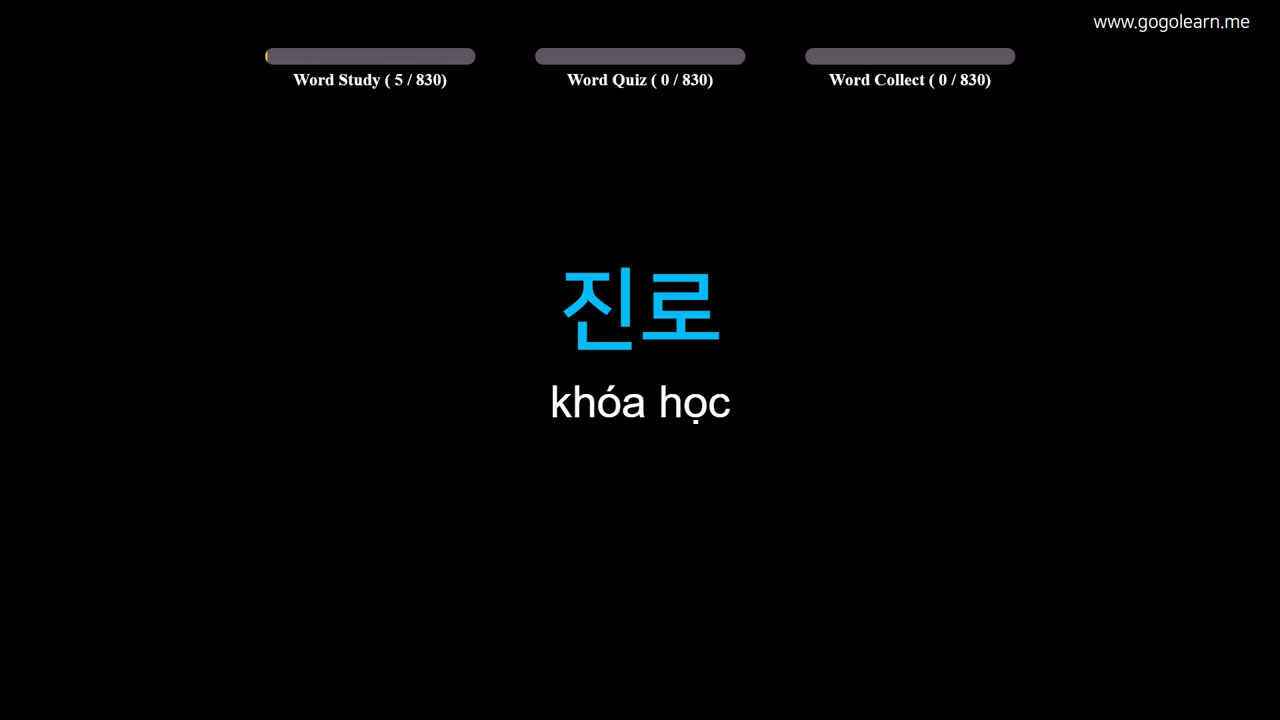 www.gogolearn.me
Word Study ( 5 / 830)
Word Quiz ( 0 / 830)
Word Collect ( 0 / 830)
진로
khóa học